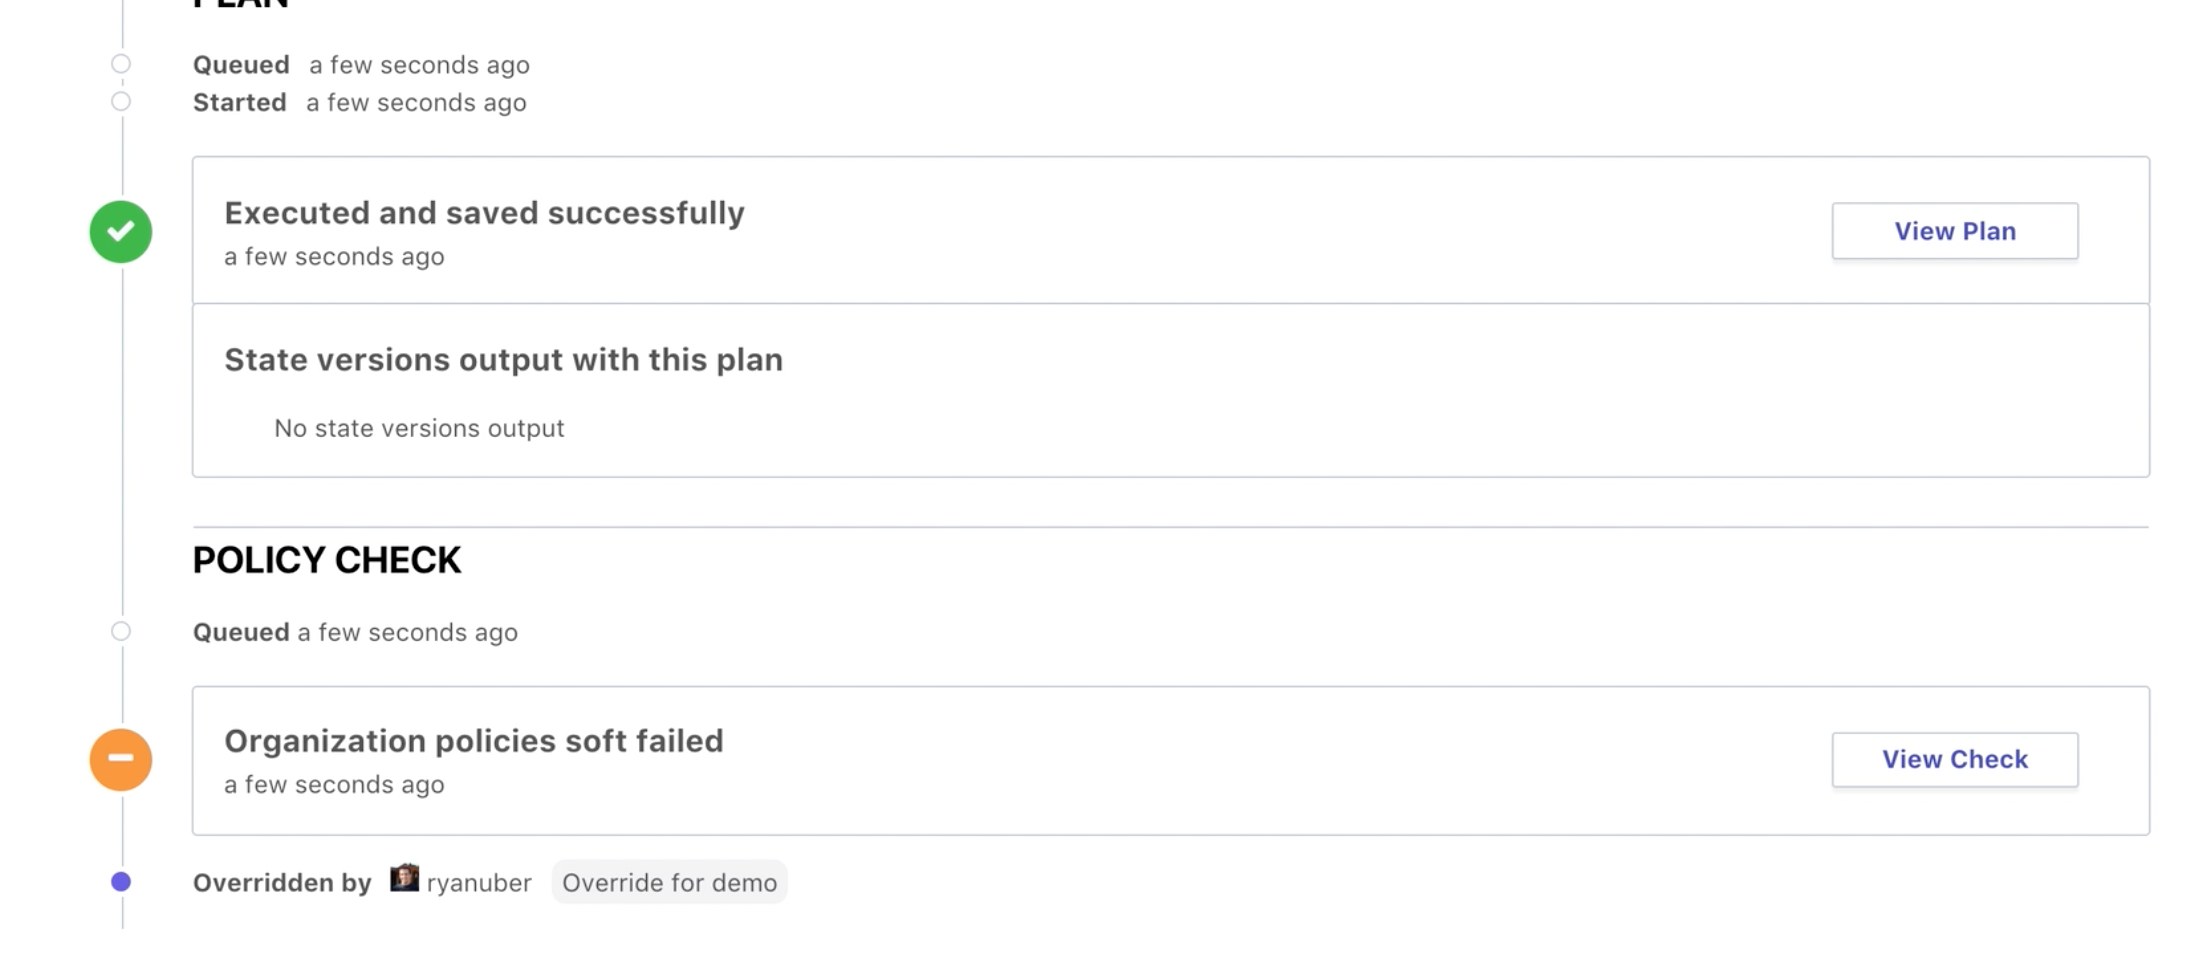 PLAN
Queued a few seconds ago
Started a few seconds ago
Executed and saved successfully
a few seconds ago
View Plan
State versions output with this plan
No state versions output
POLICY CHECK
Queued a few seconds ago
Organization policies soft failed
a few seconds ago
View Check
Overridden by ryanuber Override for demo